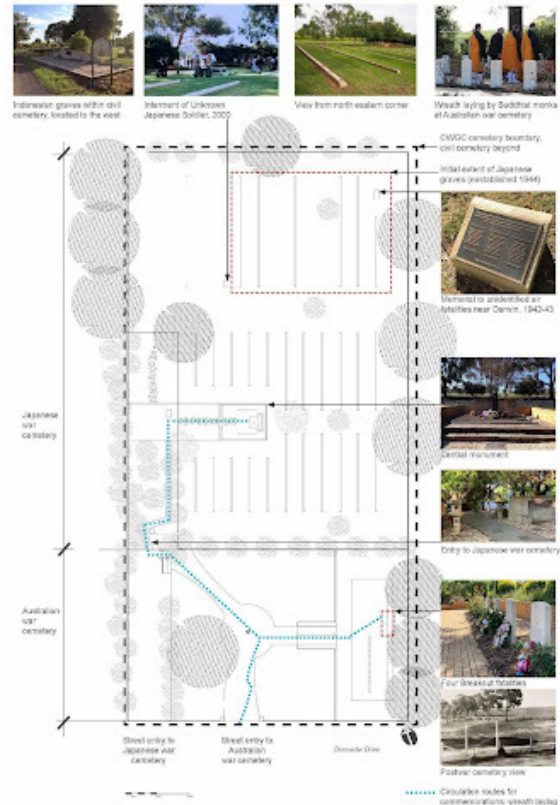 Indonesian graves within civil
cemetery, located to the west
Interment of Unknown
Japanese Soldier, 2000
View from north eastern corner
Wreath laying by Buddhist monks
at Australian war cemetery
CWGC cemetery boundary,
civil cemetery beyond
Initial extent of Japanese
graves (eastablished 1944)
Memorial to unidentified air
fatalities near Darwin, 1942-43
Japanese
war
cemetery
Central monument
Entry to Japanese war cemetery
Australian
war
cemetery
Four Breakout fatalities
Postwar cemetery view
Street entry to
Japanese war
cemetery
Street entry to
Australian
war cemetery
Doncaster Drive
Circulation routes for
commemorations: wreath laying